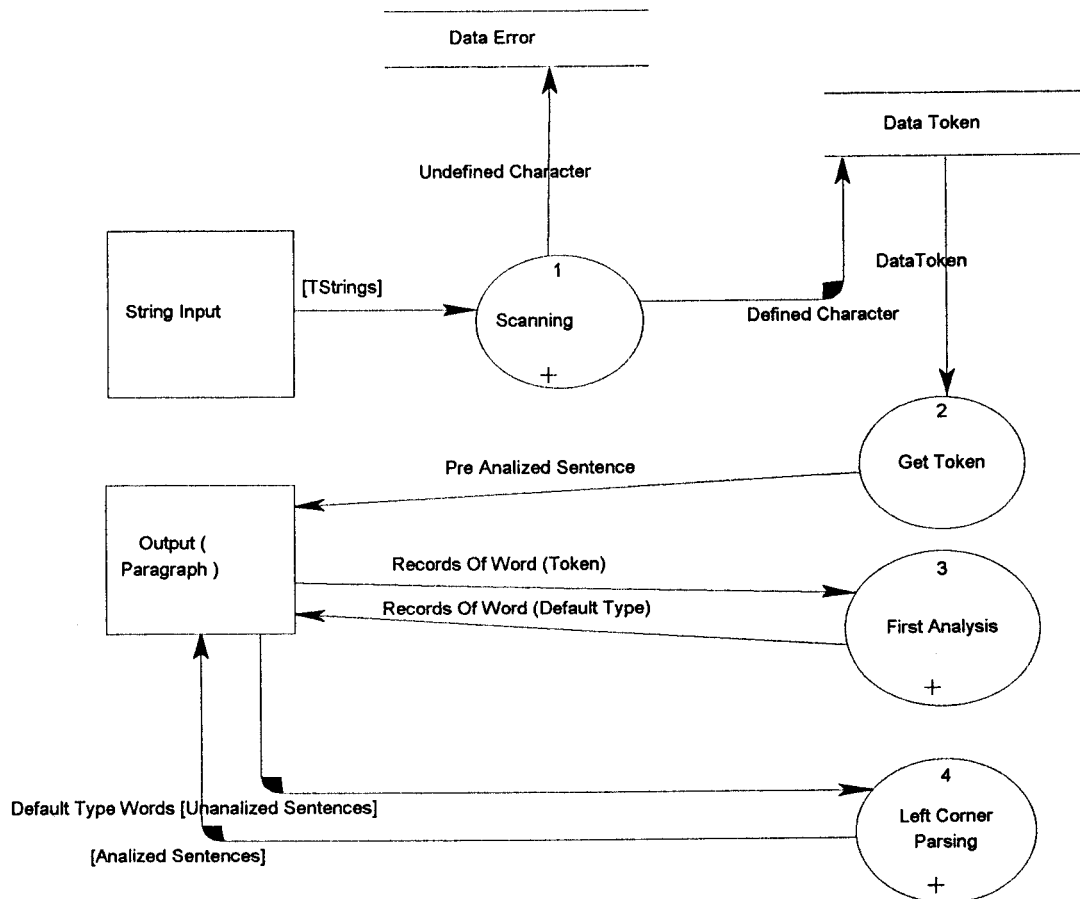 Data Error
Data Token
Undefined Character
DataToken
1
[TStrings]
String Input
Scanning
Defined Character
+
2
Pre Analized Sentence
Get Token
Output (
Paragraph )
Records Of Word (Token)
3
Records Of Word (Default Type)
First Analysis
+
4
Default Type Words [Unanalized Sentences]
Left Corner
Parsing
[Analized Sentences]
+